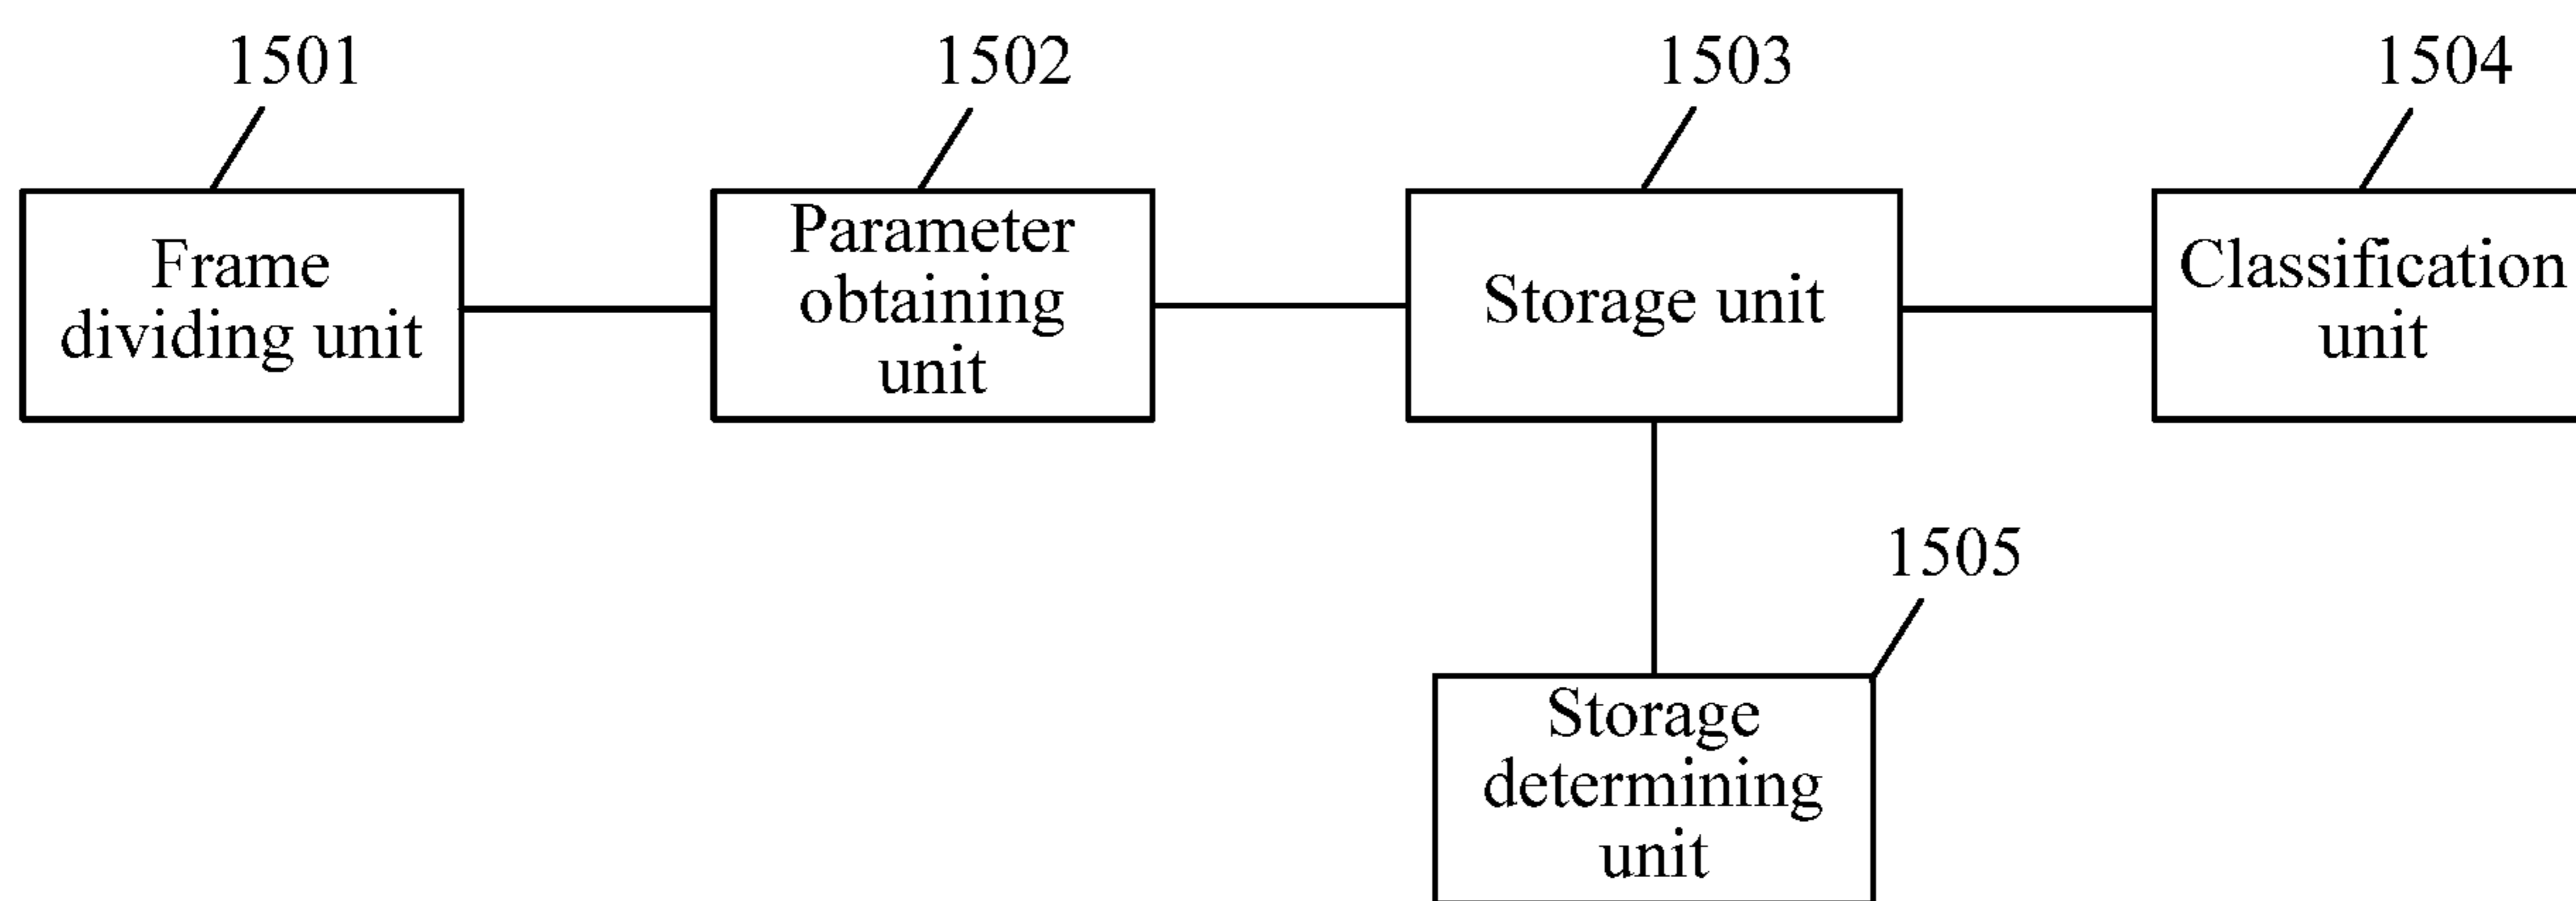 1501
1502
1503
1504
Frame
dividing unit
Parameter
obtaining
unit
Storage unit
Classification
unit
1505
Storage
determining
unit